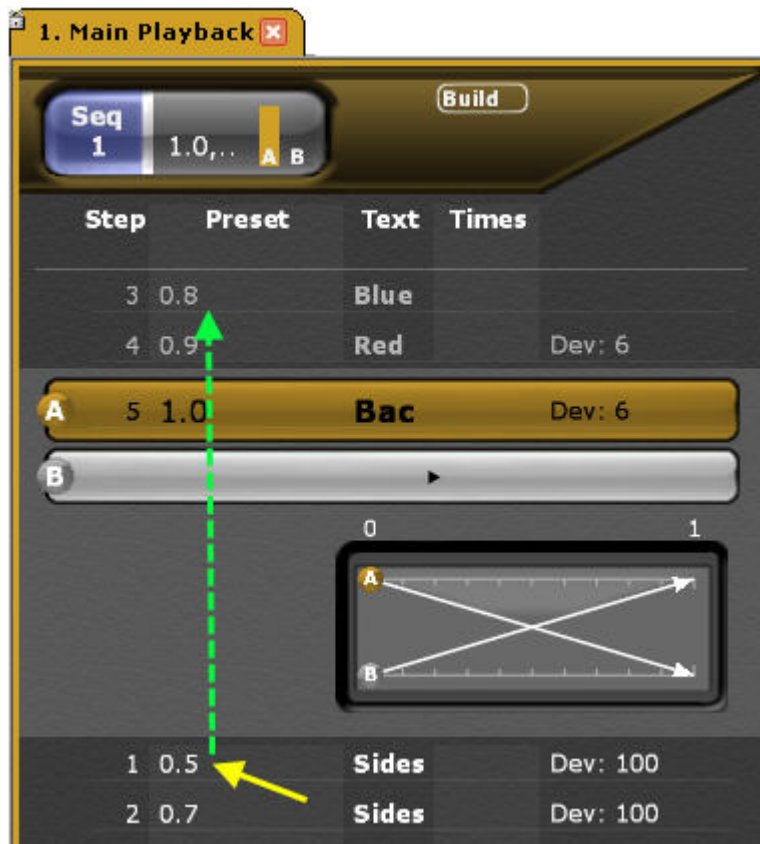 1. Main Playback
Build
Seq 1 1.0,.. A B
Step Preset Text Times
3 0.8 Blue
4 0.9 Red Dev: 6
A 5 1.0 Bac Dev: 6
B
0 1
A
B
1 0.5 Sides Dev: 100
2 0.7 Sides Dev: 100